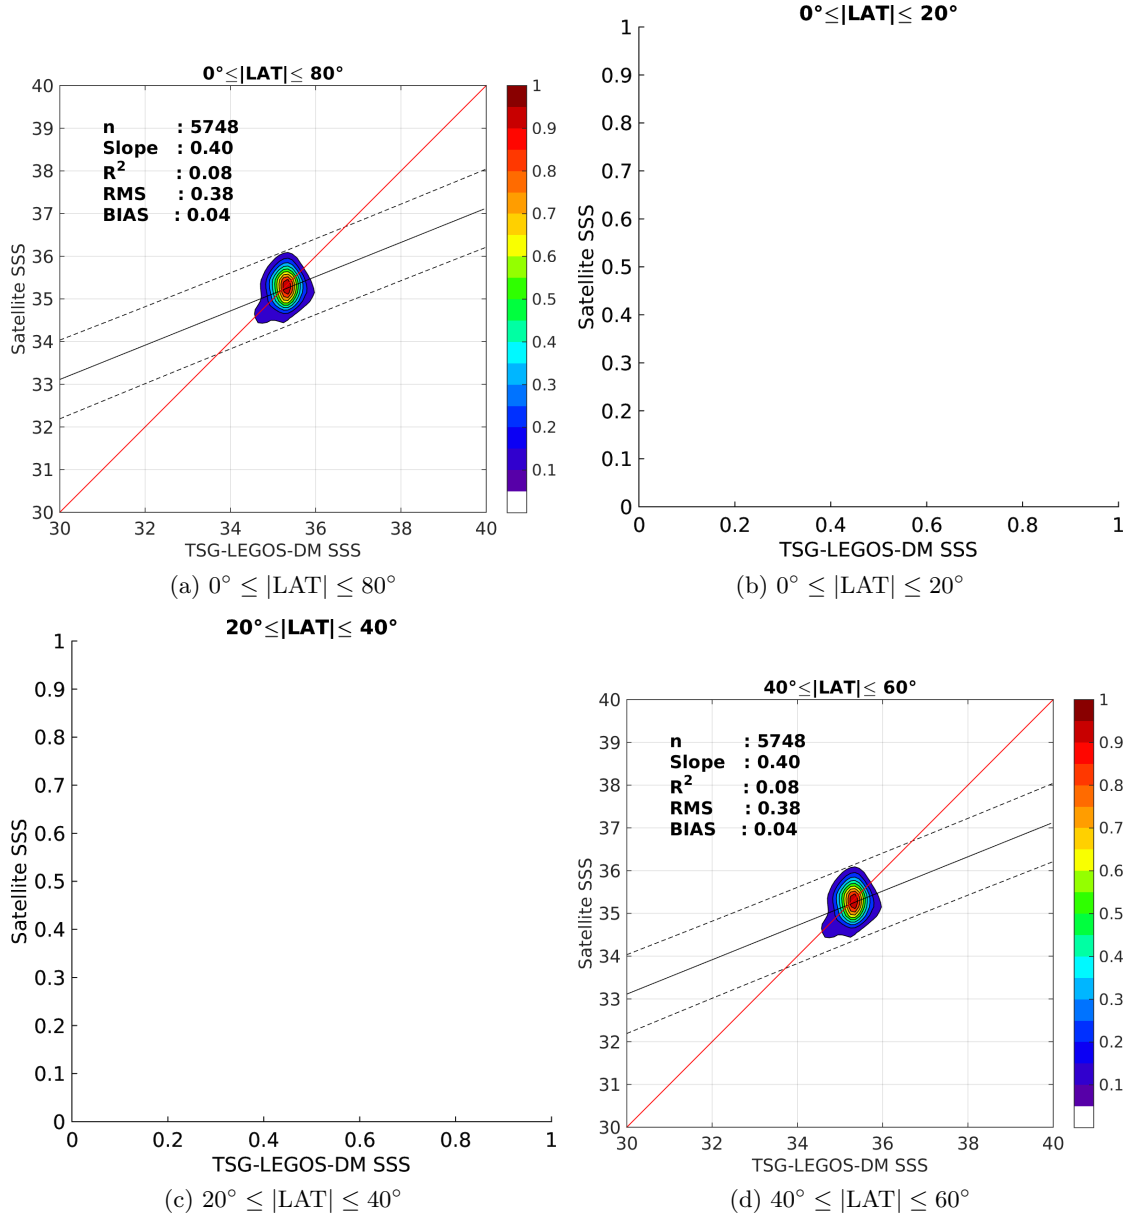 0°≤|LAT|≤ 80°
40
39
38
37
36
35
34
33
32
31
30
30 32 34 36 38 40
n : 5748
Slope : 0.40
R² : 0.08
RMS : 0.38
BIAS : 0.04
Satellite SSS
TSG-LEGOS-DM SSS
1
0.9
0.8
0.7
0.6
0.5
0.4
0.3
0.2
0.1
(a) 0° ≤ |LAT| ≤ 80°
0°≤|LAT|≤ 20°
1
0.9
0.8
0.7
0.6
0.5
0.4
0.3
0.2
0.1
0
0 0.2 0.4 0.6 0.8 1
Satellite SSS
TSG-LEGOS-DM SSS
(b) 0° ≤ |LAT| ≤ 20°
20°≤|LAT|≤ 40°
1
0.9
0.8
0.7
0.6
0.5
0.4
0.3
0.2
0.1
0
0 0.2 0.4 0.6 0.8 1
Satellite SSS
TSG-LEGOS-DM SSS
(c) 20° ≤ |LAT| ≤ 40°
40°≤|LAT|≤ 60°
40
39
38
37
36
35
34
33
32
31
30
30 32 34 36 38 40
n : 5748
Slope : 0.40
R² : 0.08
RMS : 0.38
BIAS : 0.04
Satellite SSS
TSG-LEGOS-DM SSS
1
0.9
0.8
0.7
0.6
0.5
0.4
0.3
0.2
0.1
(d) 40° ≤ |LAT| ≤ 60°